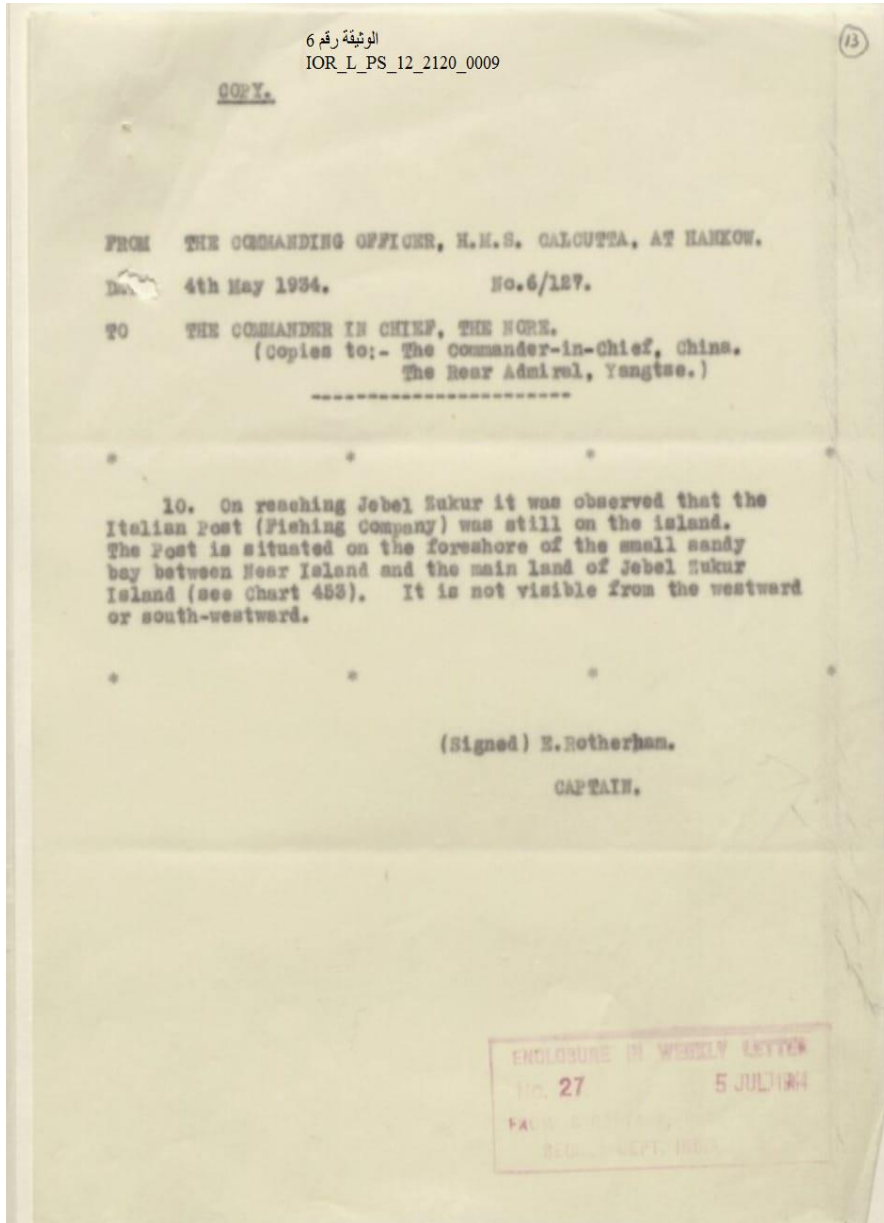 الوثيقة رقم 6
IOR_L_PS_12_2120_0009
13
COPY.
FROM THE COMMANDING OFFICER, H.M.S. CALCUTTA, AT HANKOW.
4th May 1934. No.6/127.
TO THE COMMANDER IN CHIEF, THE NORE.
(Copies to:- The Commander-in-Chief, China.
The Rear Admiral, Yangtse.)
------------------------
* * * *
10. On reaching Jebel Zukur it was observed that the
Italian Post (Fishing Company) was still on the island.
The Post is situated on the foreshore of the small sandy
bay between Near Island and the main land of Jebel Zukur
Island (see Chart 453). It is not visible from the westward
or south-westward.
* * * *
(Signed) E.Rotherham.
CAPTAIN.
ENCLOSURE IN WEEKLY LETTER
No. 27 5 JUL 1934